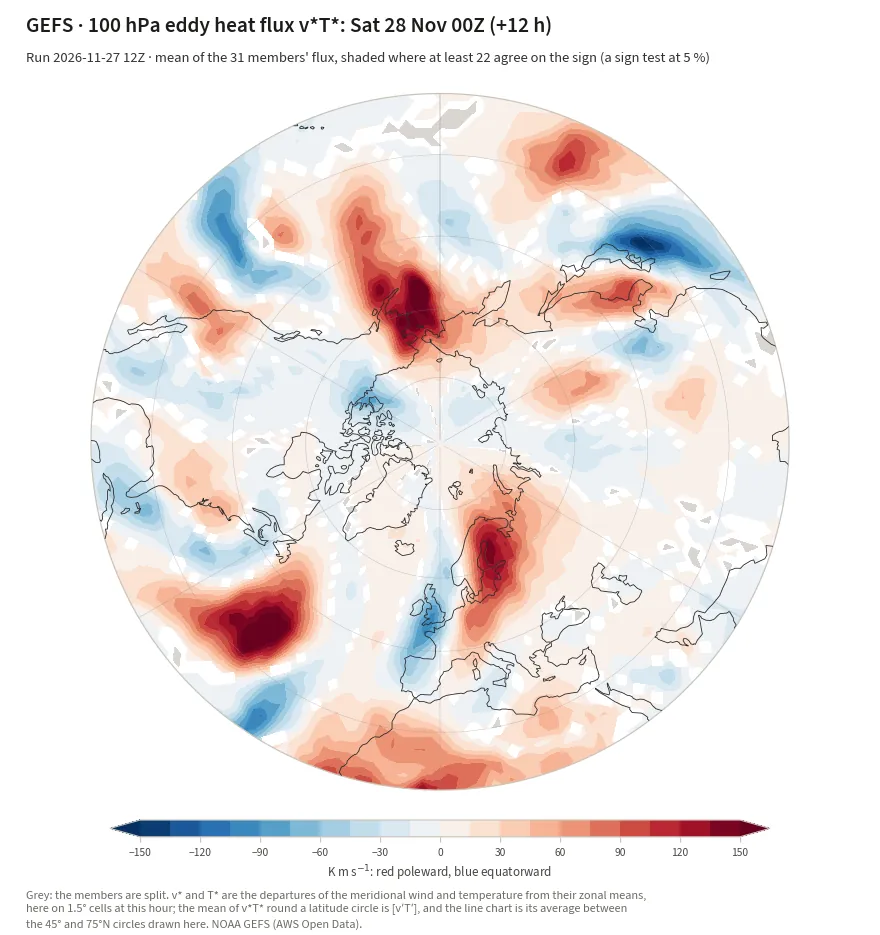 GEFS · 100 hPa eddy heat flux v*T*: Sat 28 Nov 00Z (+12 h)
Run 2026-11-27 12Z · mean of the 31 members' flux, shaded where at least 22 agree on the sign (a sign test at 5 %)
−150 −120 −90 −60 −30 0 30 60 90 120 150
K m s⁻¹: red poleward, blue equatorward
Grey: the members are split. v* and T* are the departures of the meridional wind and temperature from their zonal means,
here on 1.5° cells at this hour; the mean of v*T* round a latitude circle is [v'T'], and the line chart is its average between
the 45° and 75°N circles drawn here. NOAA GEFS (AWS Open Data).